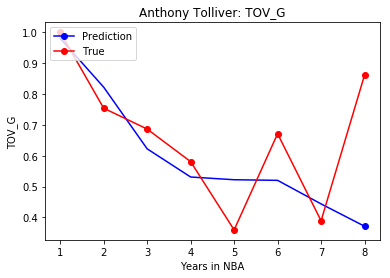 Anthony Tolliver: TOV_G
Prediction
True
1.0
0.9
0.8
0.7
0.6
0.5
0.4
TOV_G
1 2 3 4 5 6 7 8
Years in NBA